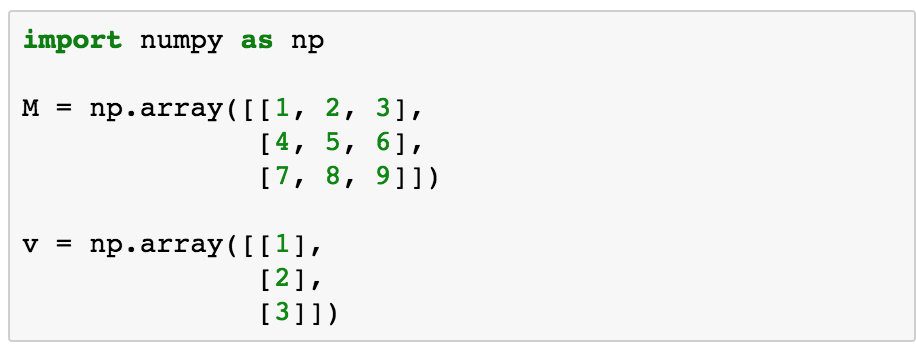 import numpy as np
M = np.array([[1, 2, 3],
              [4, 5, 6],
              [7, 8, 9]])
v = np.array([[1],
              [2],
              [3]])